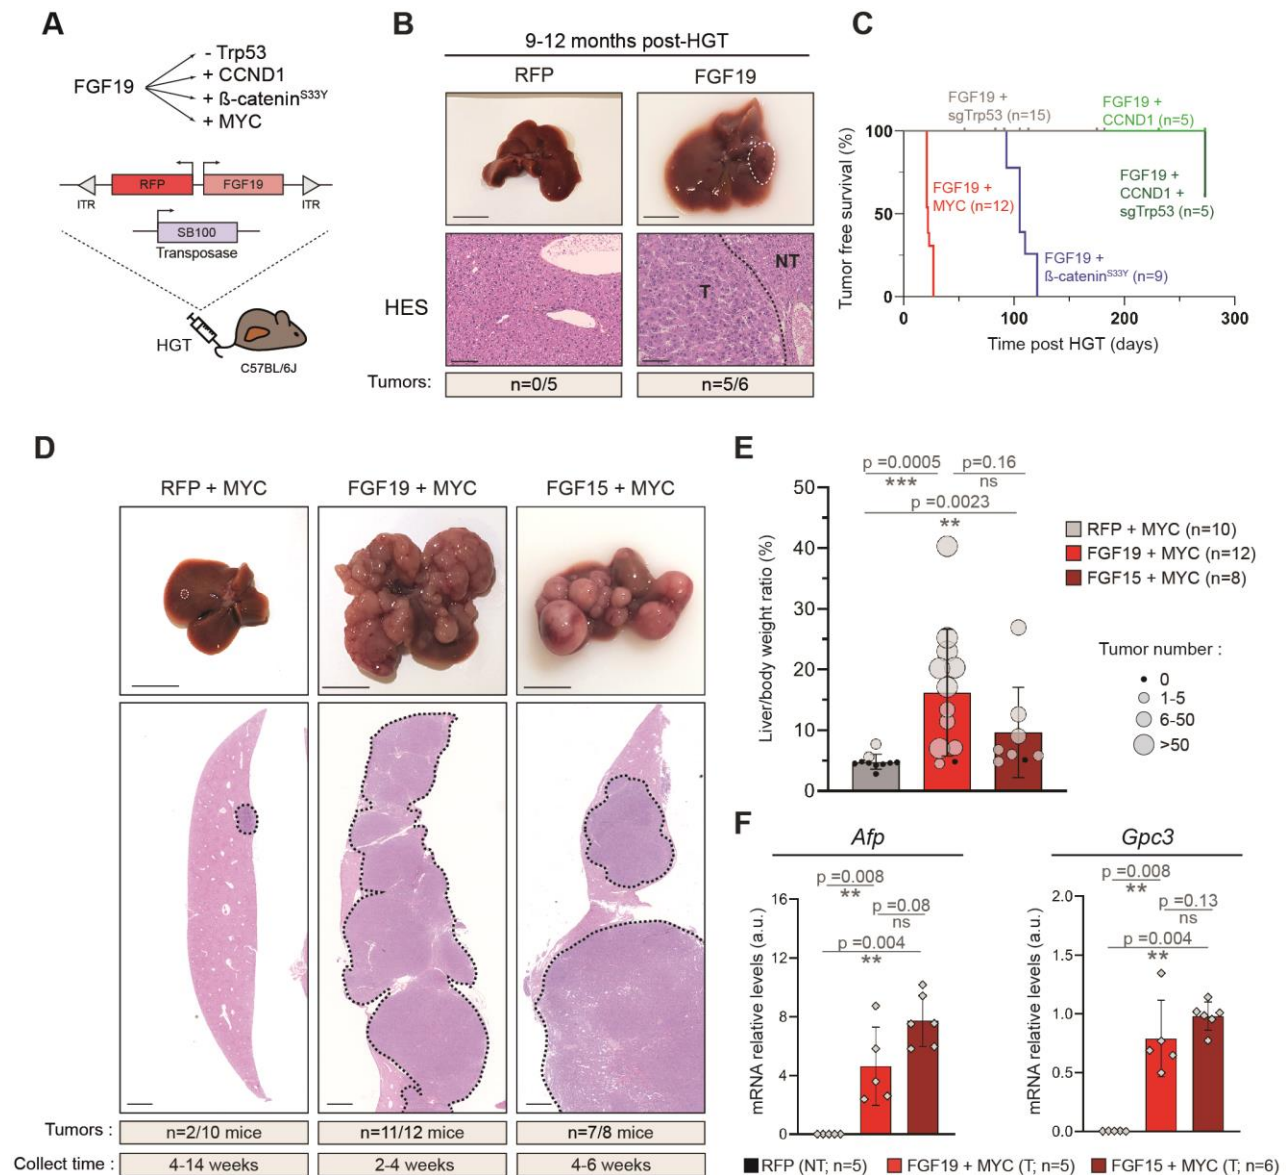 A
FGF19
- Trp53
+ CCND1
+ ß-cateninS33Y
+ MYC
RFP
FGF19
ITR
ITR
SB100
Transposase
HGT
C57BL/6J
B
9-12 months post-HGT
RFP
FGF19
HES
T
NT
Tumors:
n=0/5
n=5/6
C
FGF19 +
sgTrp53 (n=15)
FGF19 +
CCND1 (n=5)
FGF19 +
MYC (n=12)
FGF19 +
CCND1 +
sgTrp53 (n=5)
FGF19 +
ß-cateninS33Y (n=9)
Tumor free survival (%)
100
50
0
0
100
200
300
Time post HGT (days)
D
RFP + MYC
FGF19 + MYC
FGF15 + MYC
Tumors :
n=2/10 mice
n=11/12 mice
n=7/8 mice
Collect time :
4-14 weeks
2-4 weeks
4-6 weeks
E
p =0.0005
***
p=0.16
ns
p =0.0023
**
Liver/body weight ratio (%)
50
40
30
20
10
0
RFP + MYC (n=10)
FGF19 + MYC (n=12)
FGF15 + MYC (n=8)
Tumor number :
0
1-5
6-50
>50
F
Afp
p =0.008
**
p =0.08
ns
p =0.004
**
mRNA relative levels (a.u.)
16
12
8
4
0
Gpc3
p =0.008
**
p =0.13
ns
p =0.004
**
mRNA relative levels (a.u.)
2.0
1.5
1.0
0.5
0.0
RFP (NT; n=5)
FGF19 + MYC (T; n=5)
FGF15 + MYC (T; n=6)